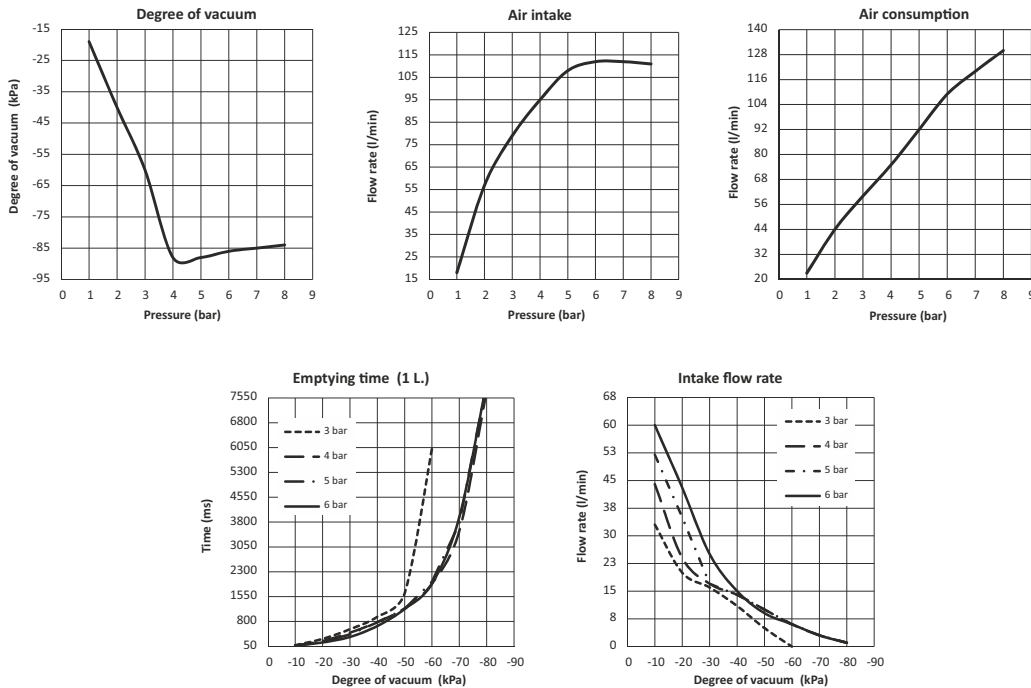 Degree of vacuum
-15
-25
-35
-45
-55
-65
-75
-85
-95
0 1 2 3 4 5 6 7 8 9
Degree of vacuum (kPa)
Pressure (bar)
Air intake
125
115
105
95
85
75
65
55
45
35
25
15
0 1 2 3 4 5 6 7 8 9
Flow rate (l/min)
Pressure (bar)
Air consumption
140
128
116
104
92
80
68
56
44
32
20
0 1 2 3 4 5 6 7 8 9
Flow rate (l/min)
Pressure (bar)
Emptying time (1 L.)
7550
6800
6050
5300
4550
3800
3050
2300
1550
800
50
3 bar
4 bar
5 bar
6 bar
0 -10 -20 -30 -40 -50 -60 -70 -80 -90
Time (ms)
Degree of vacuum (kPa)
Intake flow rate
68
60
53
45
38
30
23
15
8
0
3 bar
4 bar
5 bar
6 bar
0 -10 -20 -30 -40 -50 -60 -70 -80 -90
Flow rate (l/min)
Degree of vacuum (kPa)